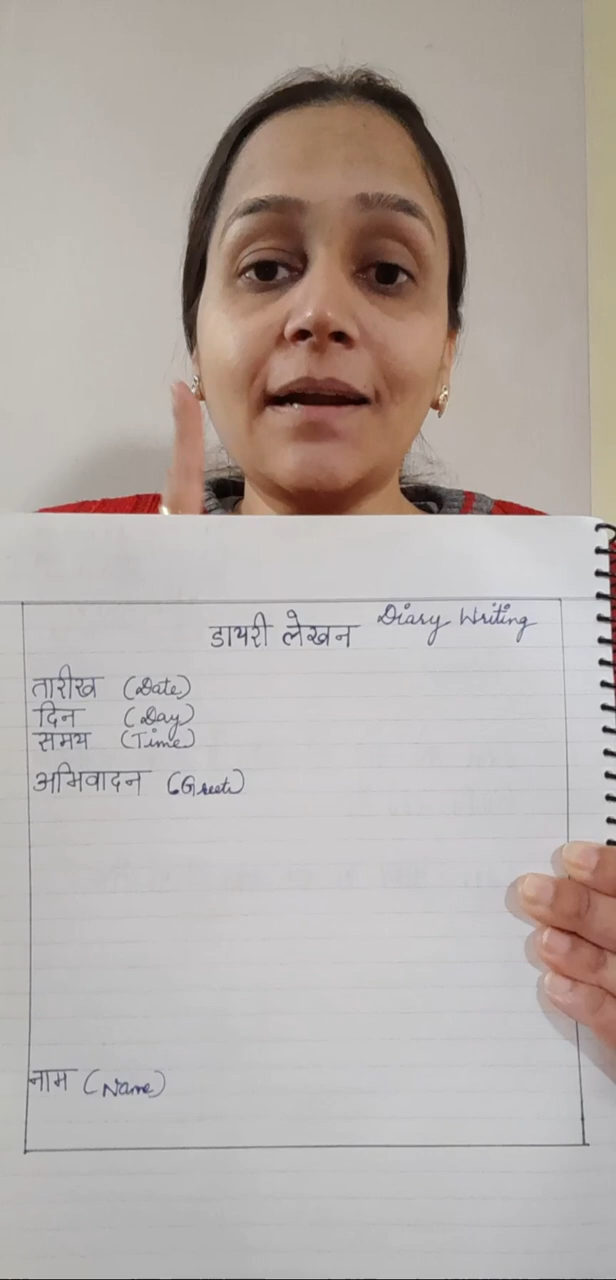 डायरी लेखन Diary Writing
तारीख (Date)
दिन (Day)
समय (Time)
अभिवादन (Greet)
नाम (Name)